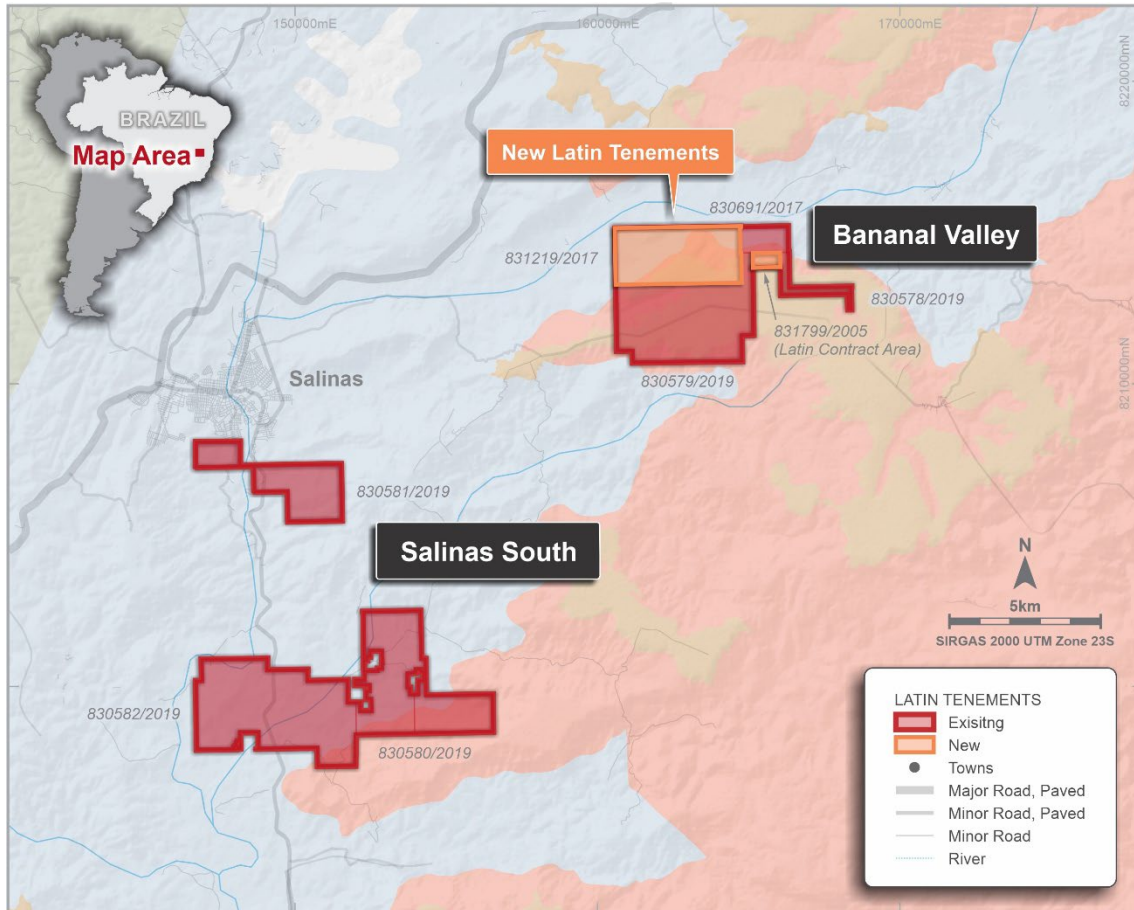 150000mE
160000mE
170000mE
8220000mN
BRAZIL
Map Area
New Latin Tenements
830691/2017
Bananal Valley
831219/2017
830578/2019
831799/2005
(Latin Contract Area)
830579/2019
8210000mN
Salinas
830581/2019
Salinas South
N
5km
SIRGAS 2000 UTM Zone 23S
830582/2019
830580/2019
LATIN TENEMENTS
Exisitng
New
Towns
Major Road, Paved
Minor Road, Paved
Minor Road
River